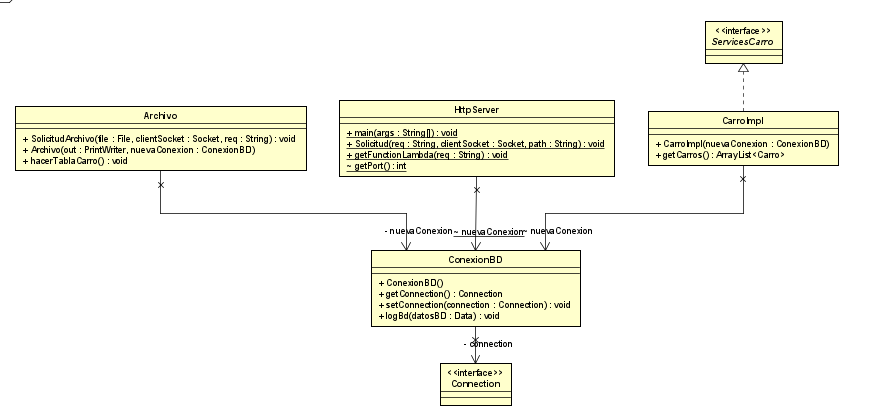 <<interface>>
ServicesCarro
Archivo
+ SolicitudArchivo(file : File, clientSocket : Socket, req : String) : void
+ Archivo(out : PrintWriter, nuevaConexion : ConexionBD)
+ hacerTablaCarro() : void
HttpServer
+ main(args : String[]) : void
+ Solicitud(req : String, clientSocket : Socket, path : String) : void
+ getFunctionLambda(req : String) : void
~ getPort() : int
CarroImpl
+ CarroImpl(nuevaConexion : ConexionBD)
+ getCarros() : ArrayList<Carro>
- nuevaConexion
~ nuevaConexion
~ nuevaConexion
ConexionBD
+ ConexionBD()
+ getConnection() : Connection
+ setConnection(connection : Connection) : void
+ logBd(datosBD : Data) : void
- connection
<<interface>>
Connection